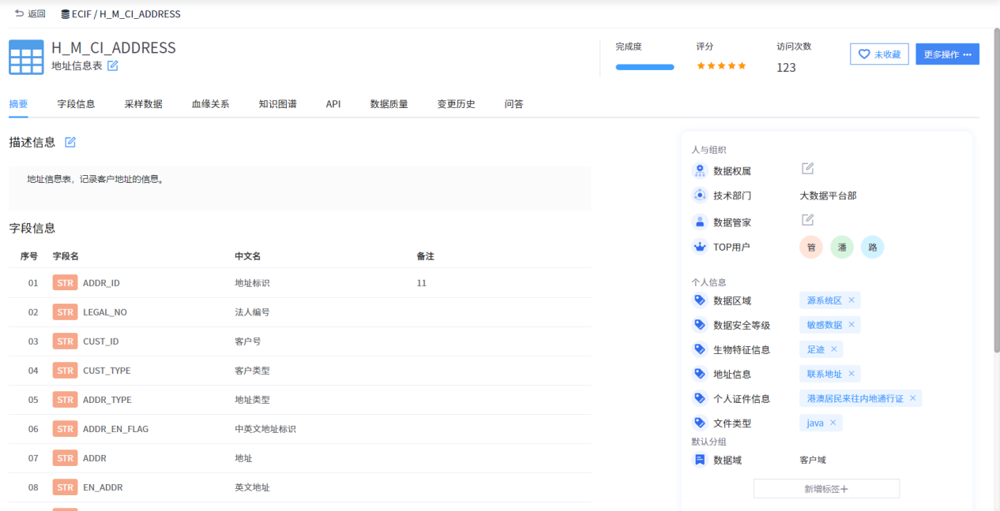 返回 ECIF / H_M_CI_ADDRESS
H_M_CI_ADDRESS
地址信息表
完成度 评分 访问次数
123
未收藏 更多操作 ···
摘要 字段信息 采样数据 血缘关系 知识图谱 API 数据质量 变更历史 问答
描述信息
地址信息表，记录客户地址的信息。
字段信息
序号 字段名 中文名 备注
01 STR ADDR_ID 地址标识 11
02 STR LEGAL_NO 法人编号
03 STR CUST_ID 客户号
04 STR CUST_TYPE 客户类型
05 STR ADDR_TYPE 地址类型
06 STR ADDR_EN_FLAG 中英文地址标识
07 STR ADDR 地址
08 STR EN_ADDR 英文地址
人与组织
数据权属
技术部门 大数据平台部
数据管家
TOP用户 管 潘 路
个人信息
数据区域 源系统区 ×
数据安全等级 敏感数据 ×
生物特征信息 足迹 ×
地址信息 联系地址 ×
个人证件信息 港澳居民来往内地通行证 ×
文件类型 java ×
默认分组
数据域 客户域
新增标签+